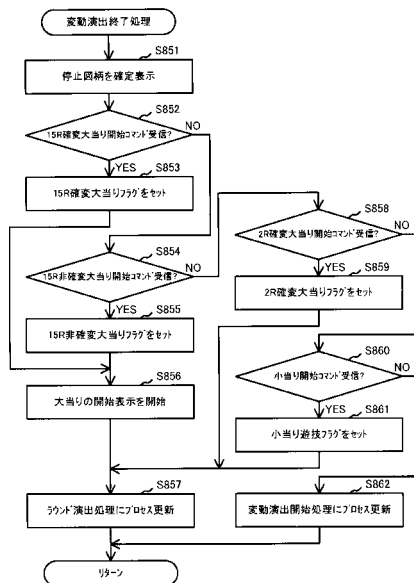 変動演出終了処理
S851
停止図柄を確定表示
S852
15R確変大当り開始コマンド受信?
NO
YES
S853
15R確変大当りフラグをセット
S854
15R非確変大当り開始コマンド受信?
NO
YES
S855
15R非確変大当りフラグをセット
S856
大当りの開始表示を開始
S857
ラウンド演出処理にプロセス更新
リターン
S858
2R確変大当り開始コマンド受信?
NO
YES
S859
2R確変大当りフラグをセット
S860
小当り開始コマンド受信?
NO
YES
S861
小当り遊技フラグをセット
S862
変動演出開始処理にプロセス更新